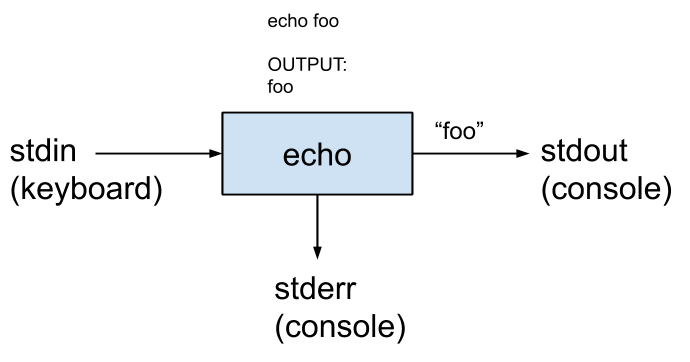 echo foo
OUTPUT:
foo
stdin
(keyboard)
echo
“foo”
stdout
(console)
stderr
(console)